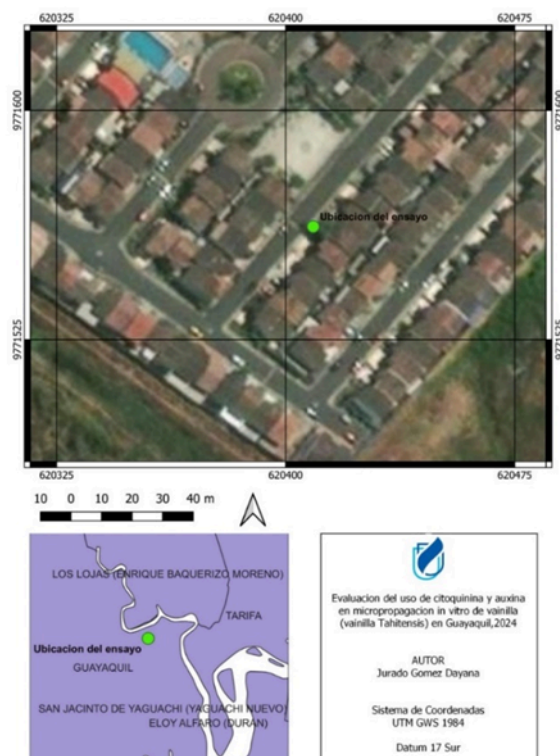 620325 620400 620475
9771600 9771600
Ubicacion del ensayo
9771525 9771525
620325 620400 620475
10 0 10 20 30 40 m
LOS LOJAS (ENRIQUE BAQUERIZO MORENO)
TARIFA
Ubicacion del ensayo
GUAYAQUIL
SAN JACINTO DE YAGUACHI (YAGUACHI NUEVO)
ELOY ALFARO (DURAN)
Evaluacion del uso de citoquinina y auxina
en micropropagacion in vitro de vainilla
(vainilla Tahitensis) en Guayaquil,2024
AUTOR
Jurado Gomez Dayana
Sistema de Coordenadas
UTM GWS 1984
Datum 17 Sur